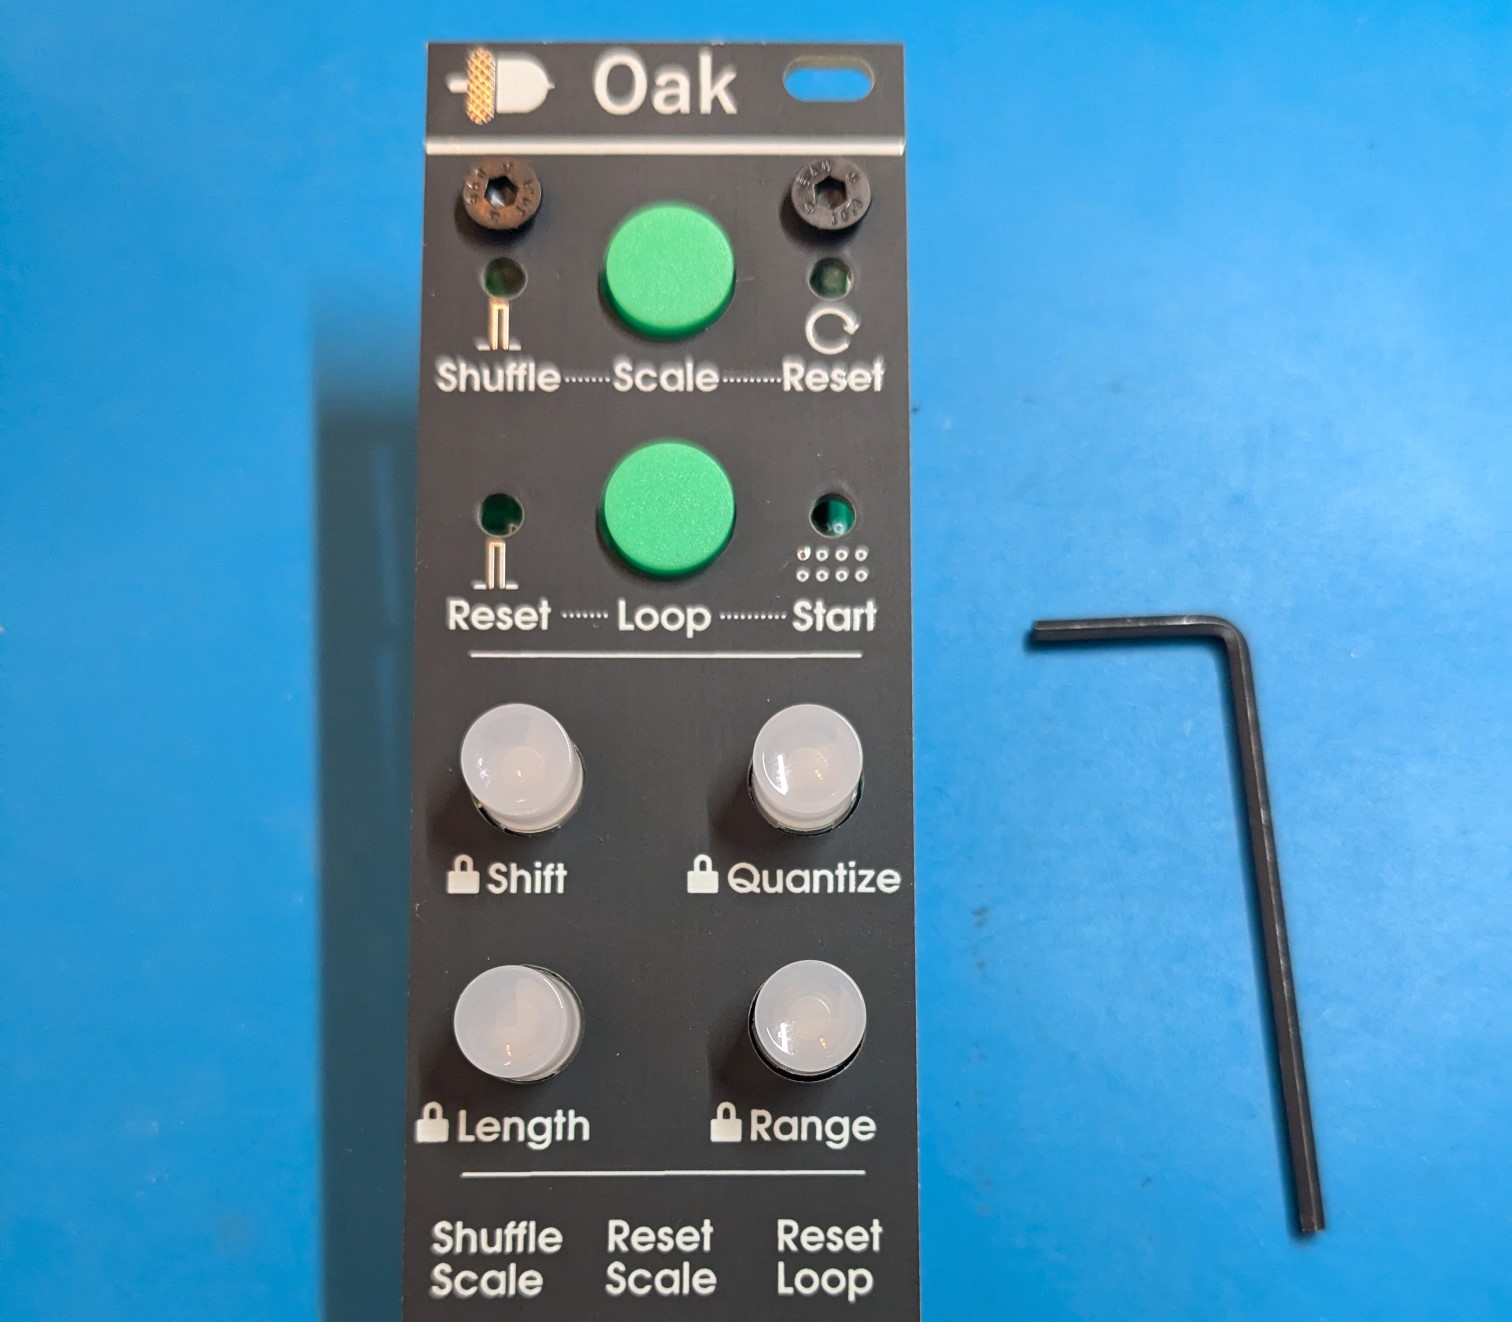 Oak
Shuffle Scale Reset
Reset Loop Start
Shift Quantize
Length Range
Shuffle Reset Reset
Scale Scale Loop